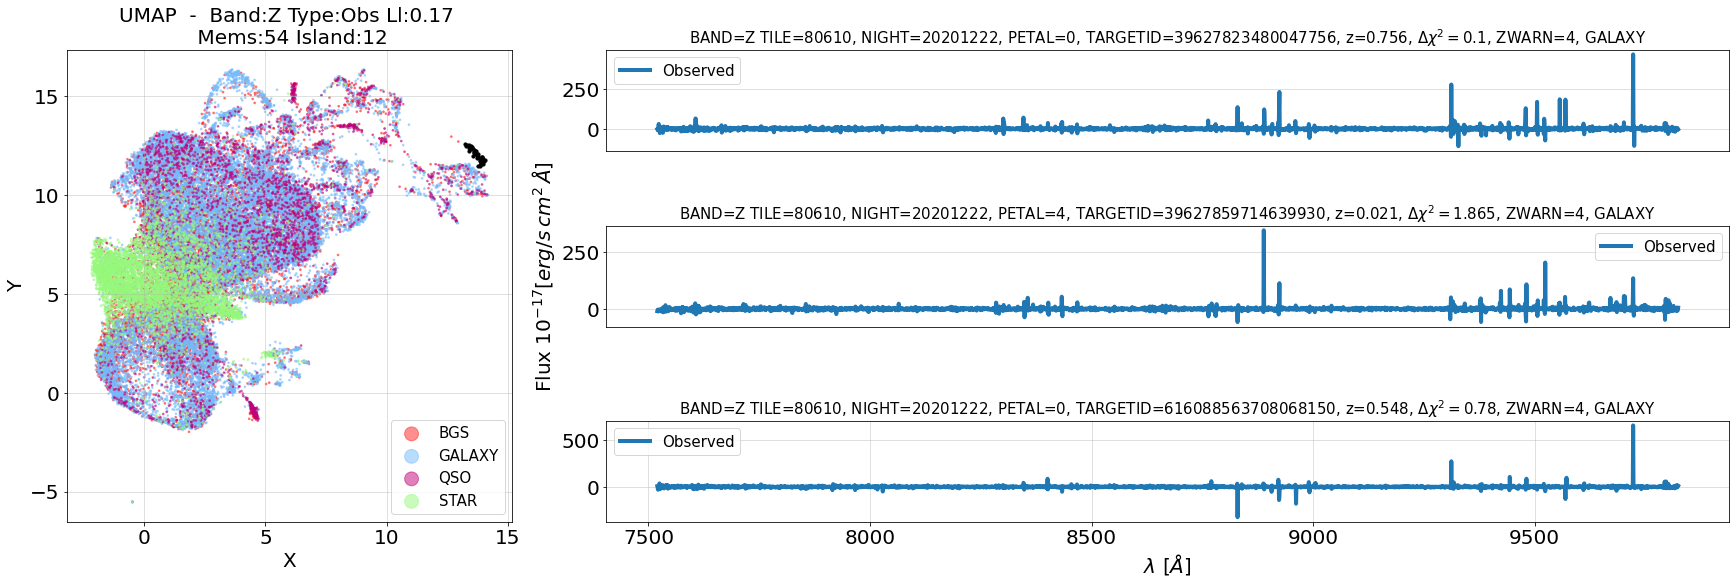 UMAP  -  Band:Z Type:Obs Ll:0.17
Mems:54 Island:12
Y
15
10
5
0
−5
0
5
10
15
X
BGS
GALAXY
QSO
STAR
Flux 10⁻¹⁷[erg/s cm² Å]
BAND=Z TILE=80610, NIGHT=20201222, PETAL=0, TARGETID=39627823480047756, z=0.756, Δχ² = 0.1, ZWARN=4, GALAXY
Observed
250
0
BAND=Z TILE=80610, NIGHT=20201222, PETAL=4, TARGETID=39627859714639930, z=0.021, Δχ² = 1.865, ZWARN=4, GALAXY
Observed
250
0
BAND=Z TILE=80610, NIGHT=20201222, PETAL=0, TARGETID=616088563708068150, z=0.548, Δχ² = 0.78, ZWARN=4, GALAXY
Observed
500
0
7500
8000
8500
9000
9500
λ [Å]